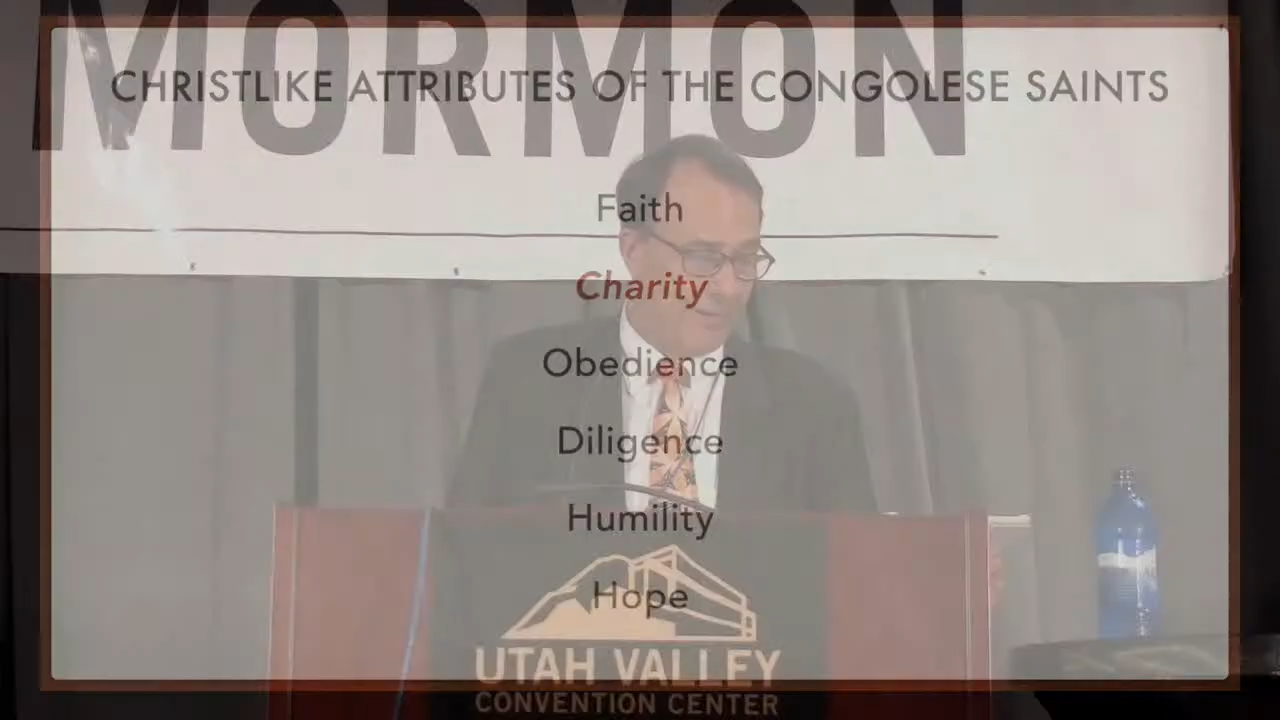 MORMON
CHRISTLIKE ATTRIBUTES OF THE CONGOLESE SAINTS
Faith
Charity
Obedience
Diligence
Humility
Hope
UTAH VALLEY
CONVENTION CENTER